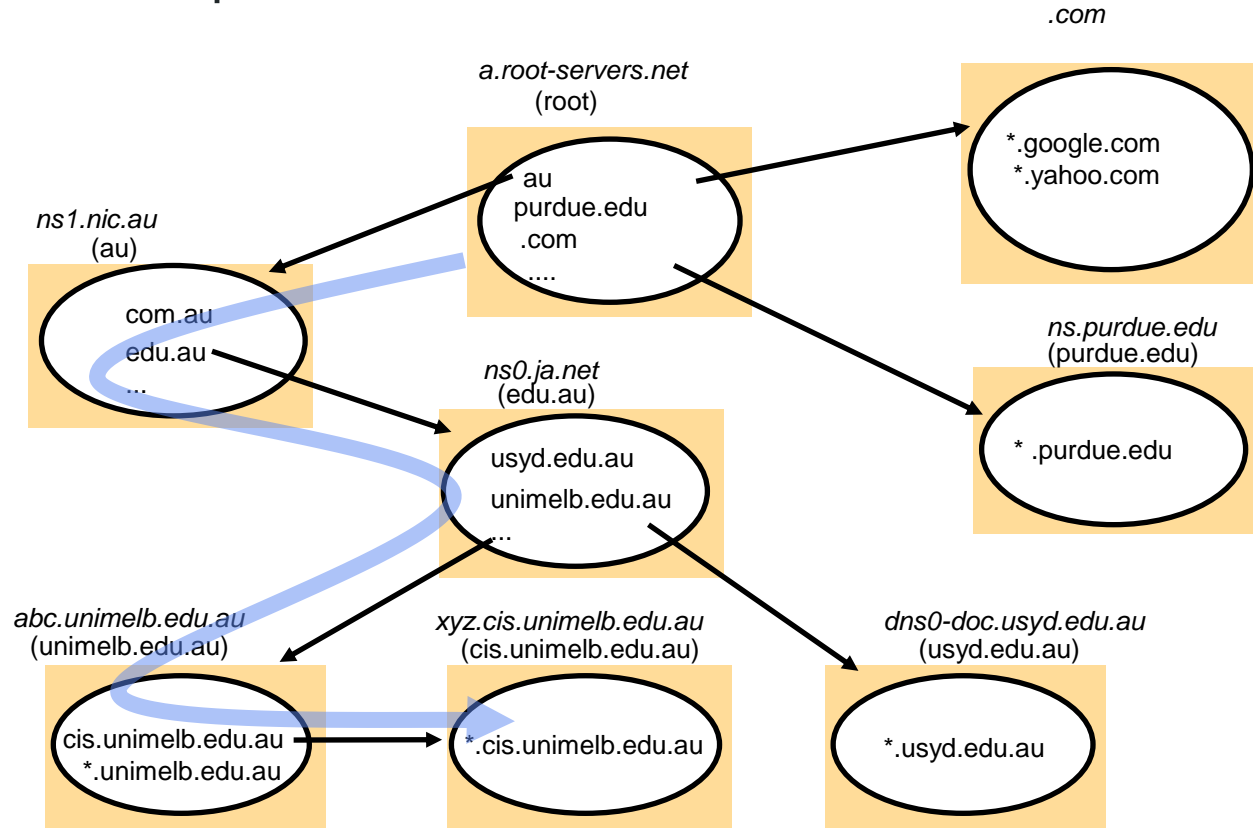 .com
a.root-servers.net
(root)
*.google.com
*.yahoo.com
au
purdue.edu
.com
....
ns1.nic.au
(au)
com.au
edu.au
...
ns.purdue.edu
(purdue.edu)
* .purdue.edu
ns0.ja.net
(edu.au)
usyd.edu.au
unimelb.edu.au
...
abc.unimelb.edu.au
(unimelb.edu.au)
cis.unimelb.edu.au
*.unimelb.edu.au
xyz.cis.unimelb.edu.au
(cis.unimelb.edu.au)
*.cis.unimelb.edu.au
dns0-doc.usyd.edu.au
(usyd.edu.au)
*.usyd.edu.au